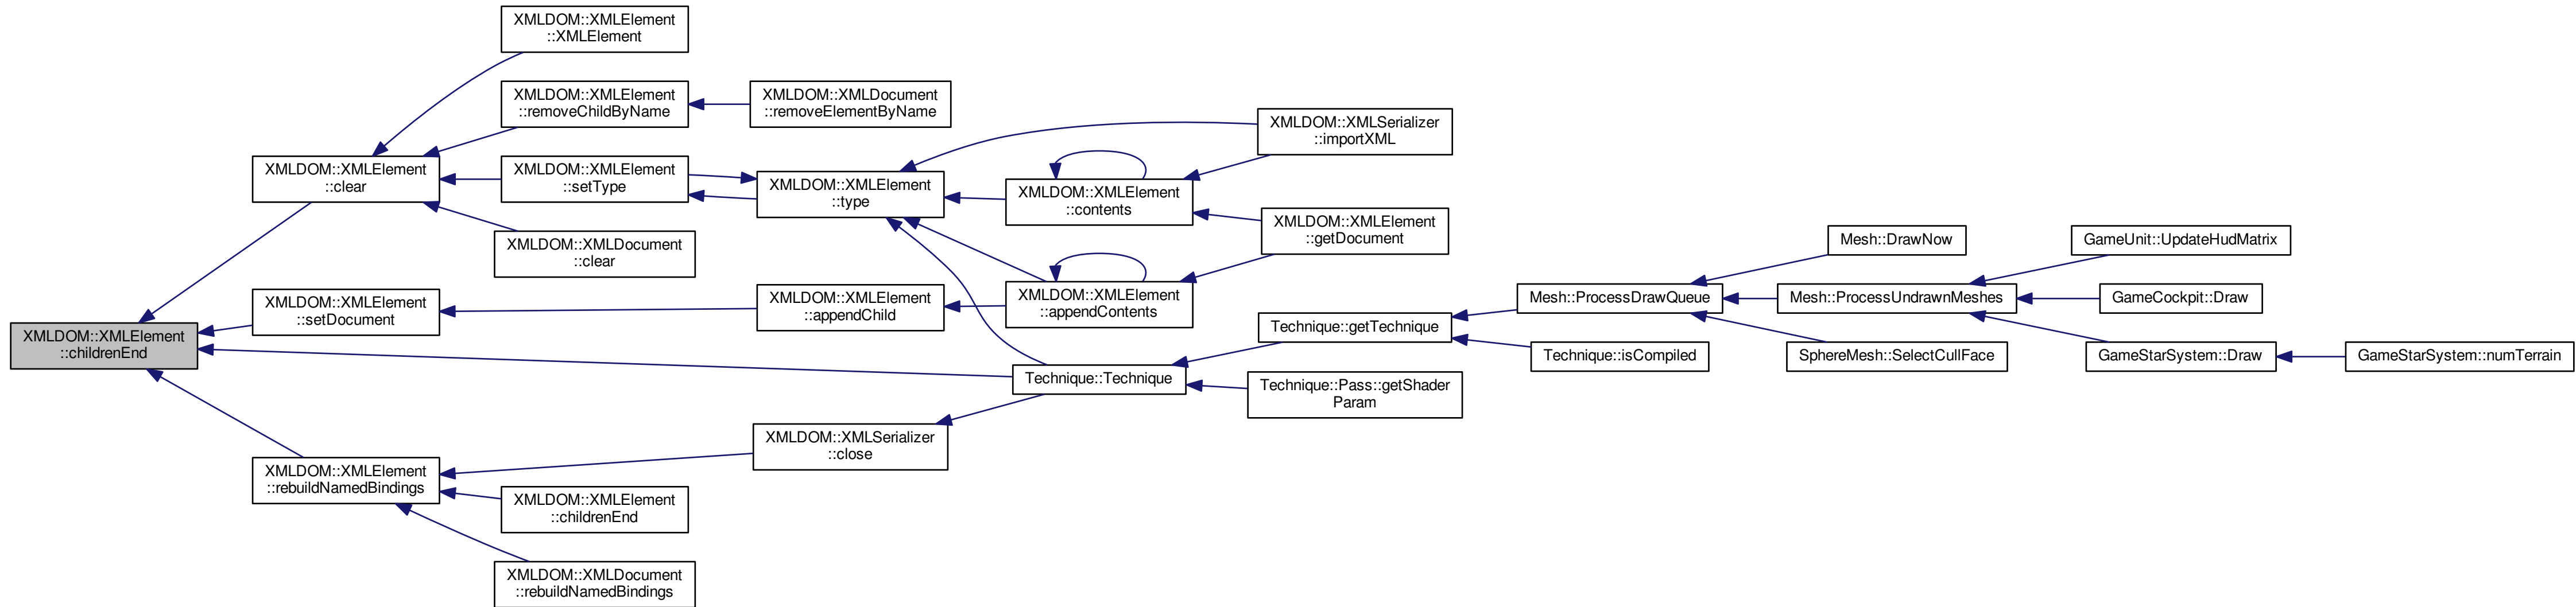 XMLDOM::XMLElement
::childrenEnd
XMLDOM::XMLElement
::clear
XMLDOM::XMLElement
::setDocument
XMLDOM::XMLElement
::rebuildNamedBindings
XMLDOM::XMLElement
::XMLElement
XMLDOM::XMLElement
::removeChildByName
XMLDOM::XMLElement
::setType
XMLDOM::XMLDocument
::clear
XMLDOM::XMLElement
::childrenEnd
XMLDOM::XMLDocument
::rebuildNamedBindings
XMLDOM::XMLDocument
::removeElementByName
XMLDOM::XMLElement
::type
XMLDOM::XMLElement
::appendChild
XMLDOM::XMLSerializer
::close
XMLDOM::XMLElement
::contents
XMLDOM::XMLElement
::appendContents
Technique::Technique
XMLDOM::XMLSerializer
::importXML
XMLDOM::XMLElement
::getDocument
Technique::getTechnique
Technique::Pass::getShader
Param
Mesh::ProcessDrawQueue
Technique::isCompiled
Mesh::DrawNow
Mesh::ProcessUndrawnMeshes
SphereMesh::SelectCullFace
GameUnit::UpdateHudMatrix
GameCockpit::Draw
GameStarSystem::Draw
GameStarSystem::numTerrain